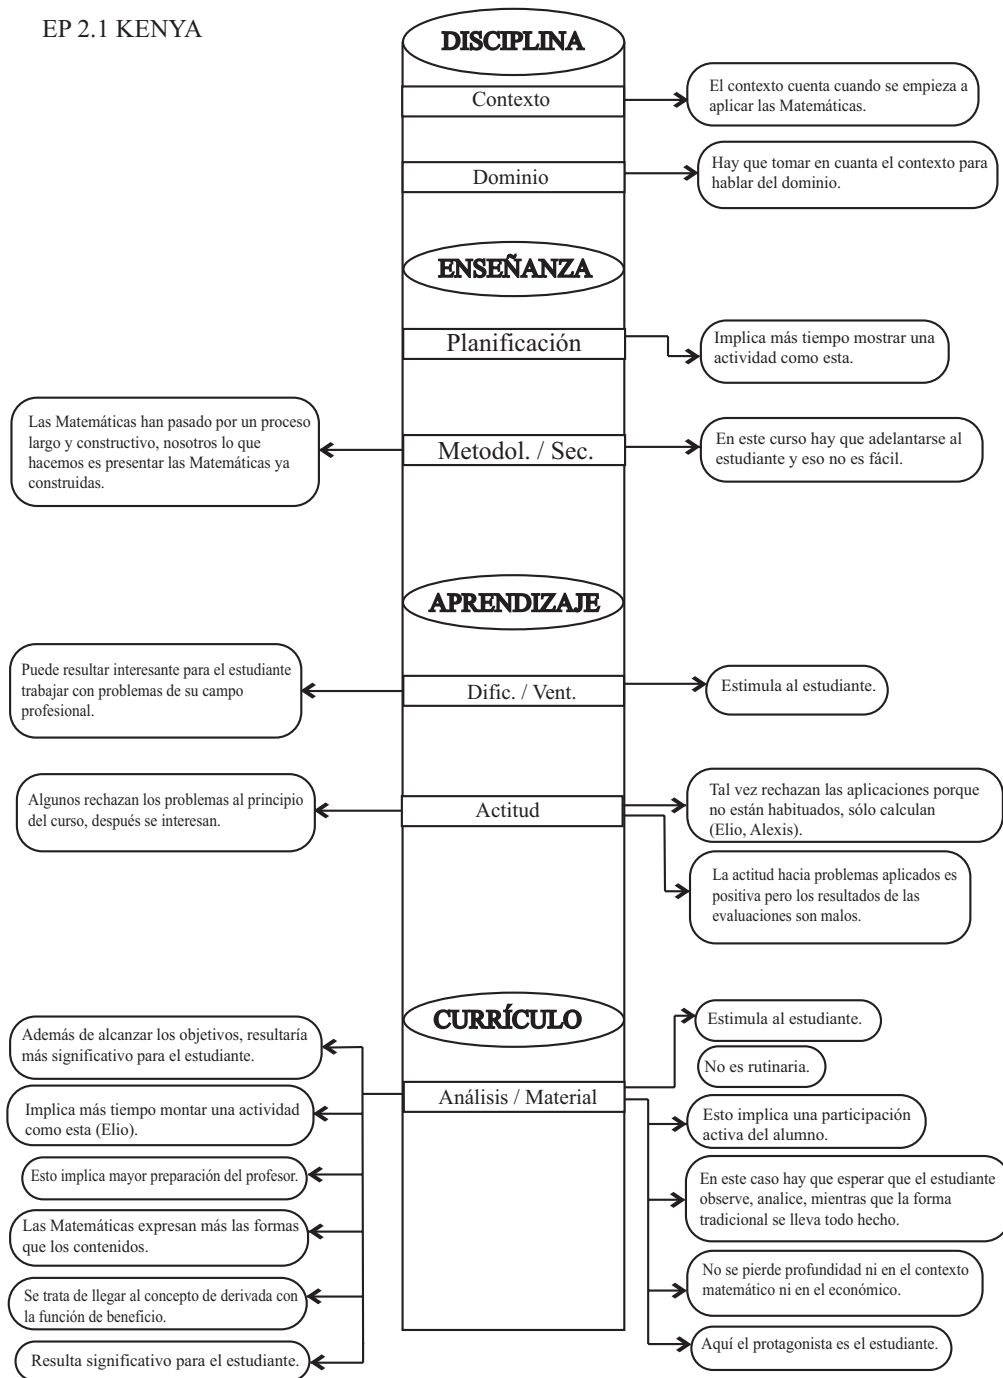 EP 2.1 KENYA
DISCIPLINA
Contexto
El contexto cuenta cuando se empieza a
aplicar las Matemáticas.
Dominio
Hay que tomar en cuenta el contexto para
hablar del dominio.
ENSEÑANZA
Planificación
Implica más tiempo mostrar una
actividad como esta.
Las Matemáticas han pasado por un proceso
largo y constructivo, nosotros lo que
hacemos es presentar las Matemáticas ya
construidas.
Metodol. / Sec.
En este curso hay que adelantarse al
estudiante y eso no es fácil.
APRENDIZAJE
Puede resultar interesante para el estudiante
trabajar con problemas de su campo
profesional.
Dific. / Vent.
Estimula al estudiante.
Algunos rechazan los problemas al principio
del curso, después se interesan.
Actitud
Tal vez rechazan las aplicaciones porque
no están habituados, sólo calculan
(Elio, Alexis).
La actitud hacia problemas aplicados es
positiva pero los resultados de las
evaluaciones son malos.
CURRÍCULO
Además de alcanzar los objetivos, resultaría
más significativo para el estudiante.
Implica más tiempo montar una actividad
como esta (Elio).
Esto implica mayor preparación del profesor.
Las Matemáticas expresan más las formas
que los contenidos.
Se trata de llegar al concepto de derivada con
la función de beneficio.
Resulta significativo para el estudiante.
Análisis / Material
Estimula al estudiante.
No es rutinaria.
Esto implica una participación
activa del alumno.
En este caso hay que esperar que el estudiante
observe, analice, mientras que la forma
tradicional se lleva todo hecho.
No se pierde profundidad ni en el contexto
matemático ni en el económico.
Aquí el protagonista es el estudiante.